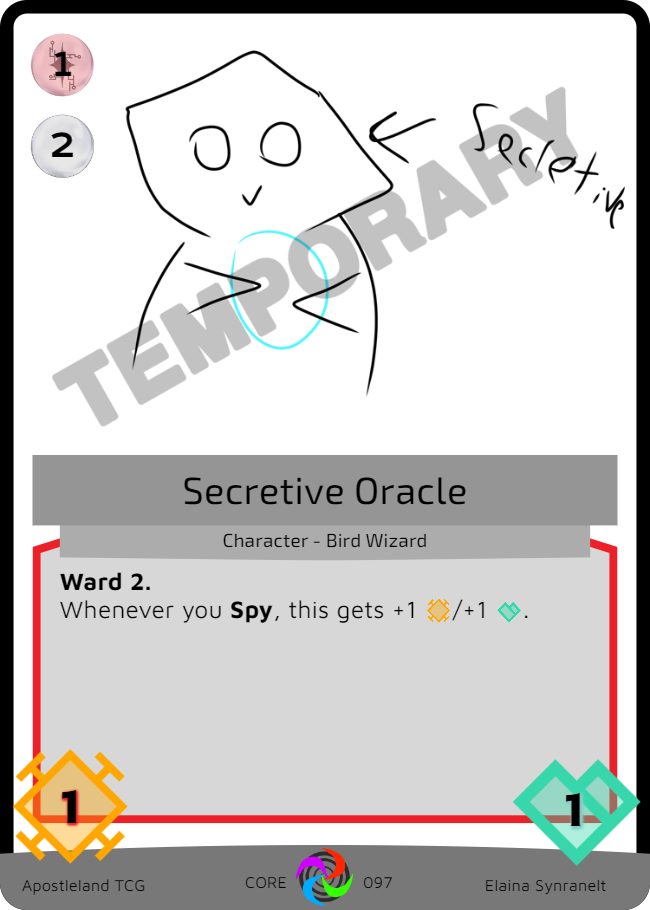 1
2
Secretive
TEMPORARY
Secretive Oracle
Character - Bird Wizard
Ward 2.
Whenever you Spy, this gets +1 /+1 .
1
1
Apostleland TCG
CORE 097
Elaina Synranelt